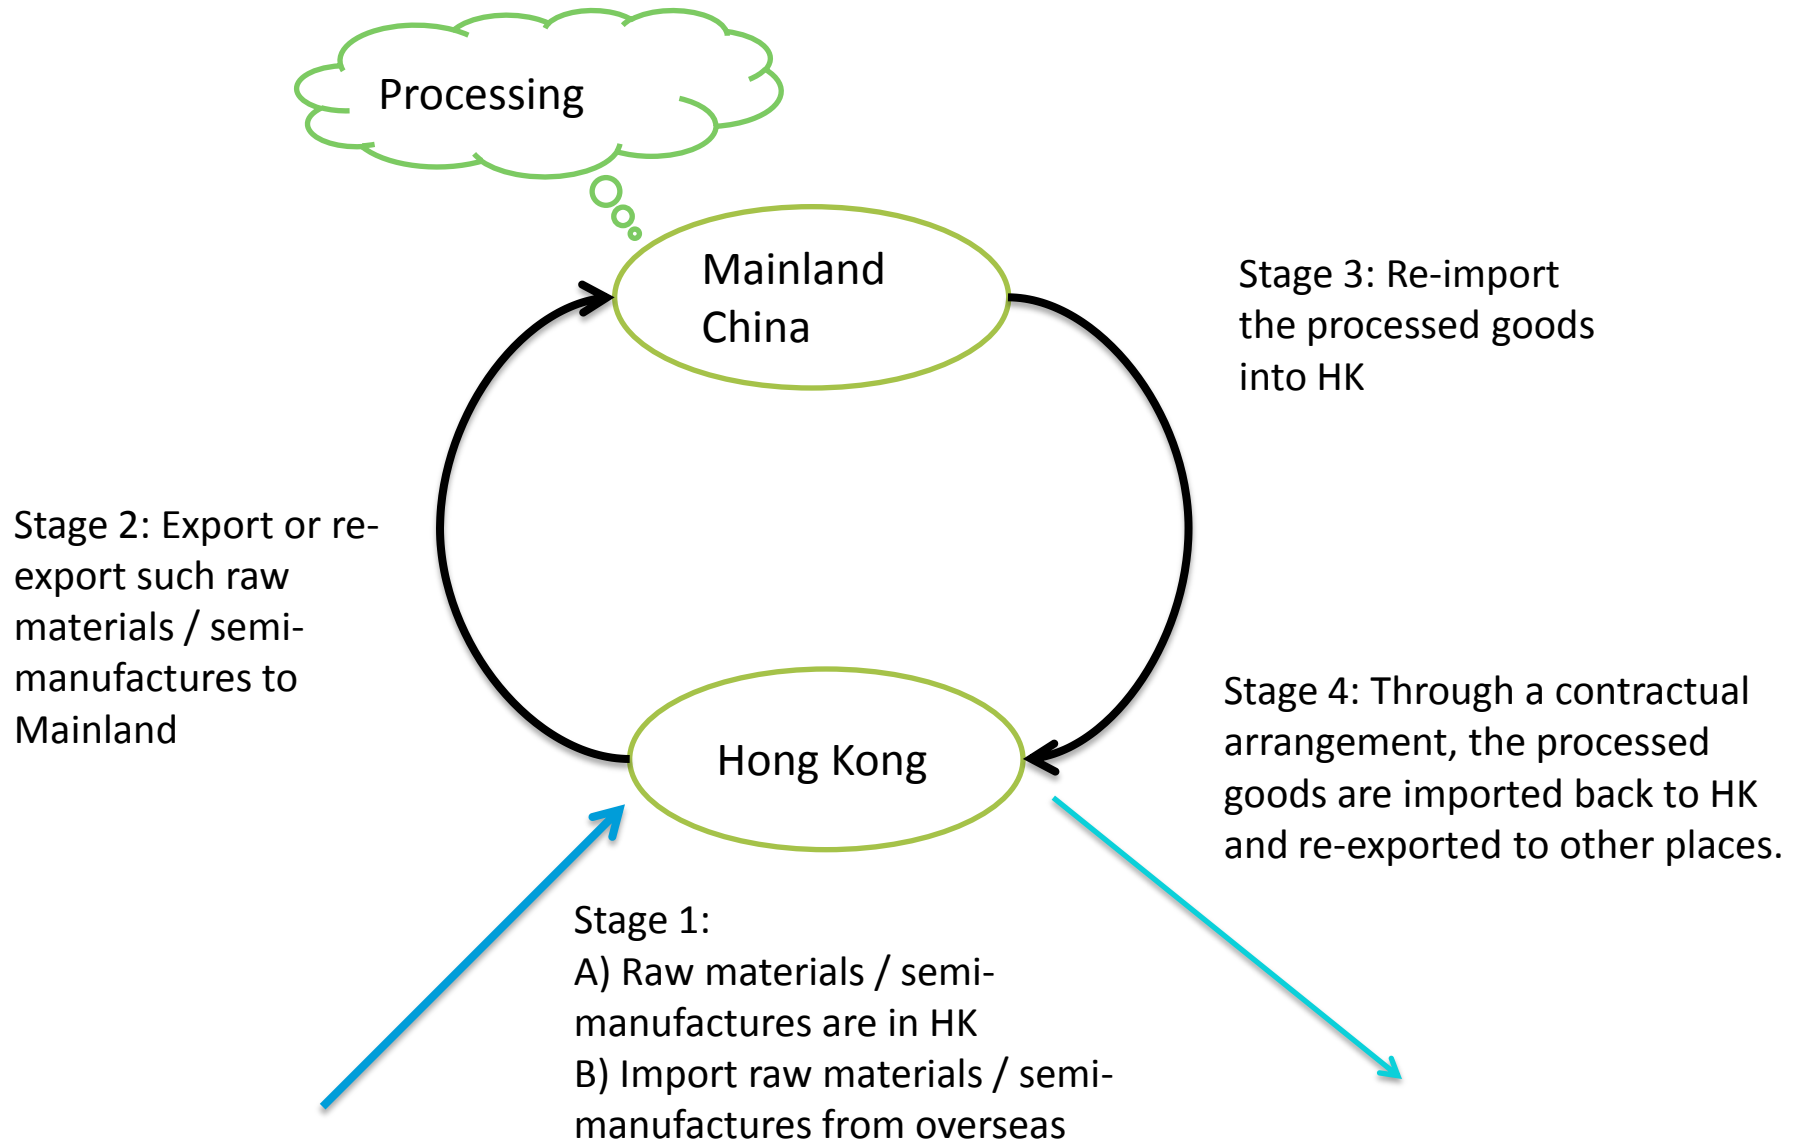 Processing
Mainland
China
Stage 3: Re-import
the processed goods
into HK
Stage 2: Export or re-
export such raw
materials / semi-
manufactures to
Mainland
Hong Kong
Stage 4: Through a contractual
arrangement, the processed
goods are imported back to HK
and re-exported to other places.
Stage 1:
A) Raw materials / semi-
manufactures are in HK
B) Import raw materials / semi-
manufactures from overseas